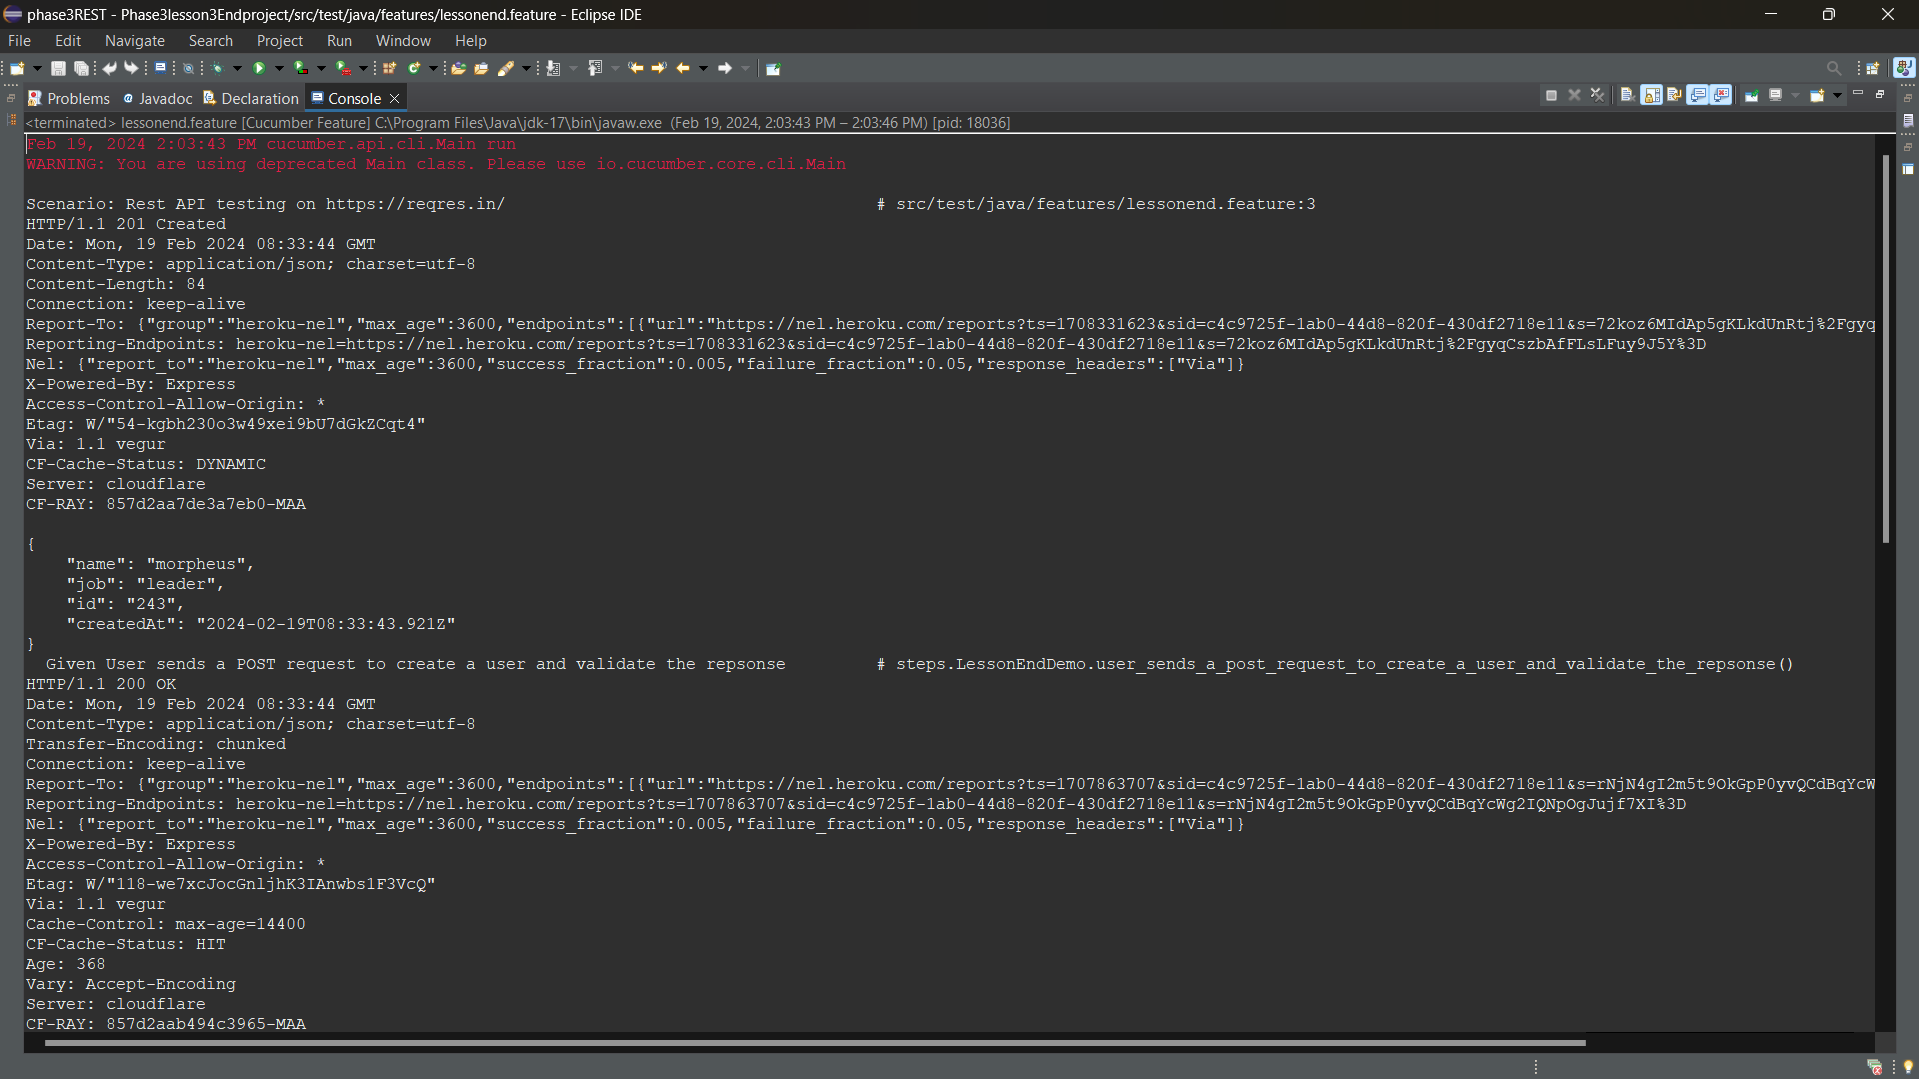 phase3REST - Phase3lesson3Endproject/src/test/java/features/lessonend.feature - Eclipse IDE
File Edit Navigate Search Project Run Window Help
Problems Javadoc Declaration Console
<terminated> lessonend.feature [Cucumber Feature] C:\Program Files\Java\jdk-17\bin\javaw.exe (Feb 19, 2024, 2:03:43 PM – 2:03:46 PM) [pid: 18036]
Feb 19, 2024 2:03:43 PM cucumber.api.cli.Main run
WARNING: You are using deprecated Main class. Please use io.cucumber.core.cli.Main
Scenario: Rest API testing on https://reqres.in/ # src/test/java/features/lessonend.feature:3
HTTP/1.1 201 Created
Date: Mon, 19 Feb 2024 08:33:44 GMT
Content-Type: application/json; charset=utf-8
Content-Length: 84
Connection: keep-alive
Report-To: {"group":"heroku-nel","max_age":3600,"endpoints":[{"url":"https://nel.heroku.com/reports?ts=1708331623&sid=c4c9725f-1ab0-44d8-820f-430df2718e11&s=72koz6MIdAp5gKLkdUnRtj%2Fgyq
Reporting-Endpoints: heroku-nel=https://nel.heroku.com/reports?ts=1708331623&sid=c4c9725f-1ab0-44d8-820f-430df2718e11&s=72koz6MIdAp5gKLkdUnRtj%2FgyqCszbAfFLsLFuy9J5Y%3D
Nel: {"report_to":"heroku-nel","max_age":3600,"success_fraction":0.005,"failure_fraction":0.05,"response_headers":["Via"]}
X-Powered-By: Express
Access-Control-Allow-Origin: *
Etag: W/"54-kgbh230o3w49xei9bU7dGkZCqt4"
Via: 1.1 vegur
CF-Cache-Status: DYNAMIC
Server: cloudflare
CF-RAY: 857d2aa7de3a7eb0-MAA
{
"name": "morpheus",
"job": "leader",
"id": "243",
"createdAt": "2024-02-19T08:33:43.921Z"
}
Given User sends a POST request to create a user and validate the repsonse # steps.LessonEndDemo.user_sends_a_post_request_to_create_a_user_and_validate_the_repsonse()
HTTP/1.1 200 OK
Date: Mon, 19 Feb 2024 08:33:44 GMT
Content-Type: application/json; charset=utf-8
Transfer-Encoding: chunked
Connection: keep-alive
Report-To: {"group":"heroku-nel","max_age":3600,"endpoints":[{"url":"https://nel.heroku.com/reports?ts=1707863707&sid=c4c9725f-1ab0-44d8-820f-430df2718e11&s=rNjN4gI2m5t9OkGpP0yvQCdBqYcW
Reporting-Endpoints: heroku-nel=https://nel.heroku.com/reports?ts=1707863707&sid=c4c9725f-1ab0-44d8-820f-430df2718e11&s=rNjN4gI2m5t9OkGpP0yvQCdBqYcWg2IQNpOgJujf7XI%3D
Nel: {"report_to":"heroku-nel","max_age":3600,"success_fraction":0.005,"failure_fraction":0.05,"response_headers":["Via"]}
X-Powered-By: Express
Access-Control-Allow-Origin: *
Etag: W/"118-we7xcJocGnljhK3IAnwbs1F3VcQ"
Via: 1.1 vegur
Cache-Control: max-age=14400
CF-Cache-Status: HIT
Age: 368
Vary: Accept-Encoding
Server: cloudflare
CF-RAY: 857d2aab494c3965-MAA